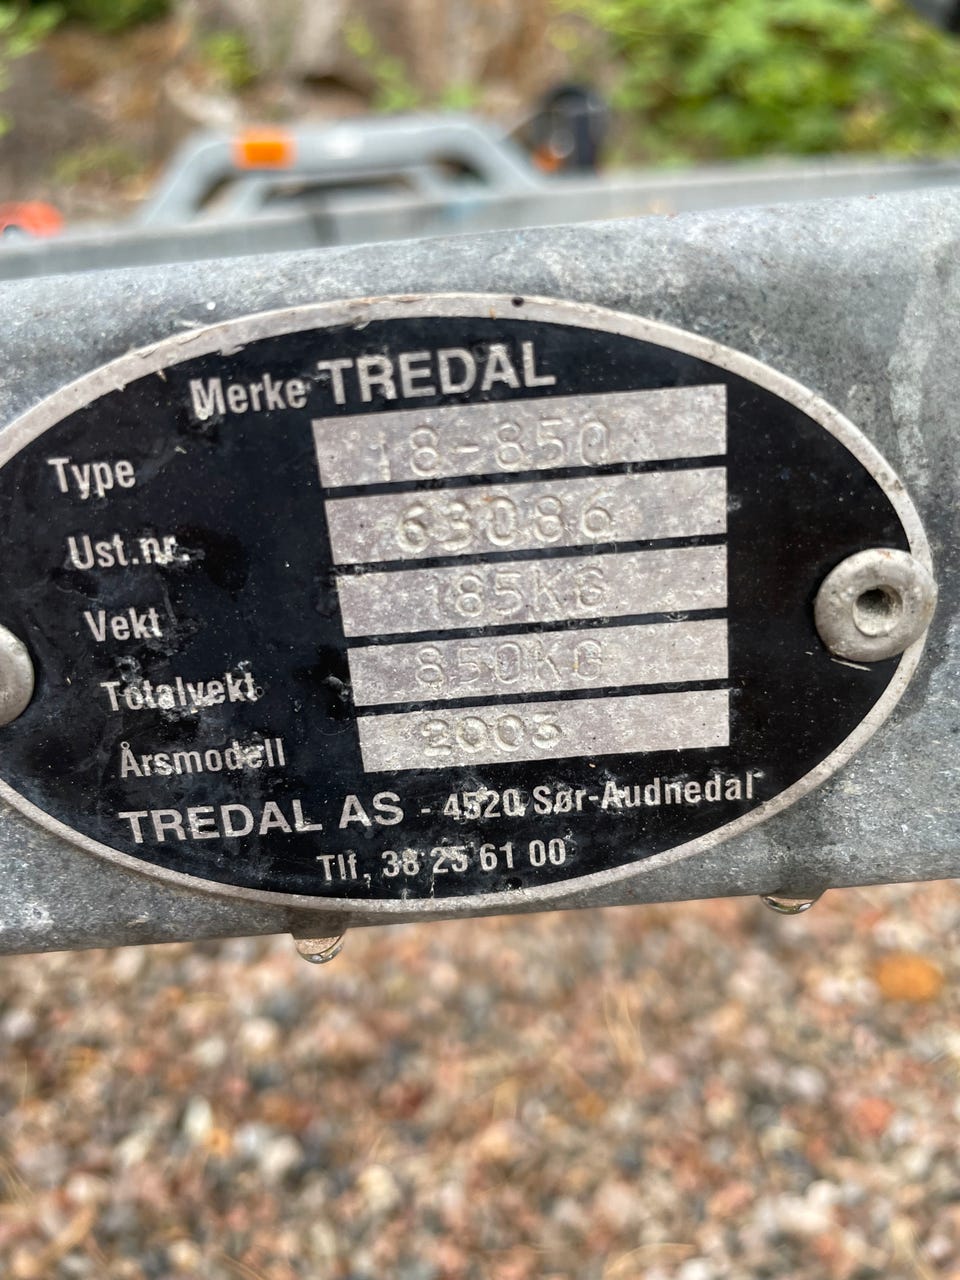 Merke TREDAL
Type 18-850
Ust.nr. 63086
Vekt 185KG
Totalvekt 850KG
Årsmodell 2005
TREDAL AS - 4520 Sør-Audnedal
Tlf. 38 25 61 00